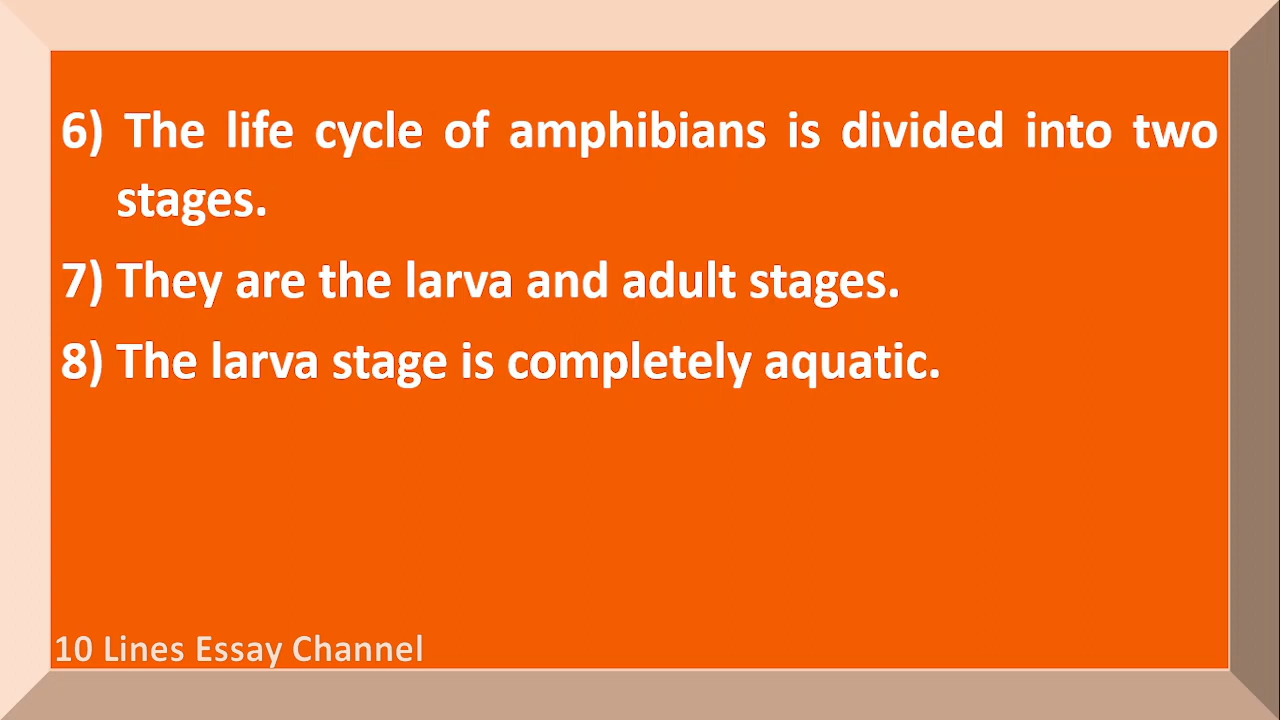 6) The life cycle of amphibians is divided into two
stages.
7) They are the larva and adult stages.
8) The larva stage is completely aquatic.
10 Lines Essay Channel